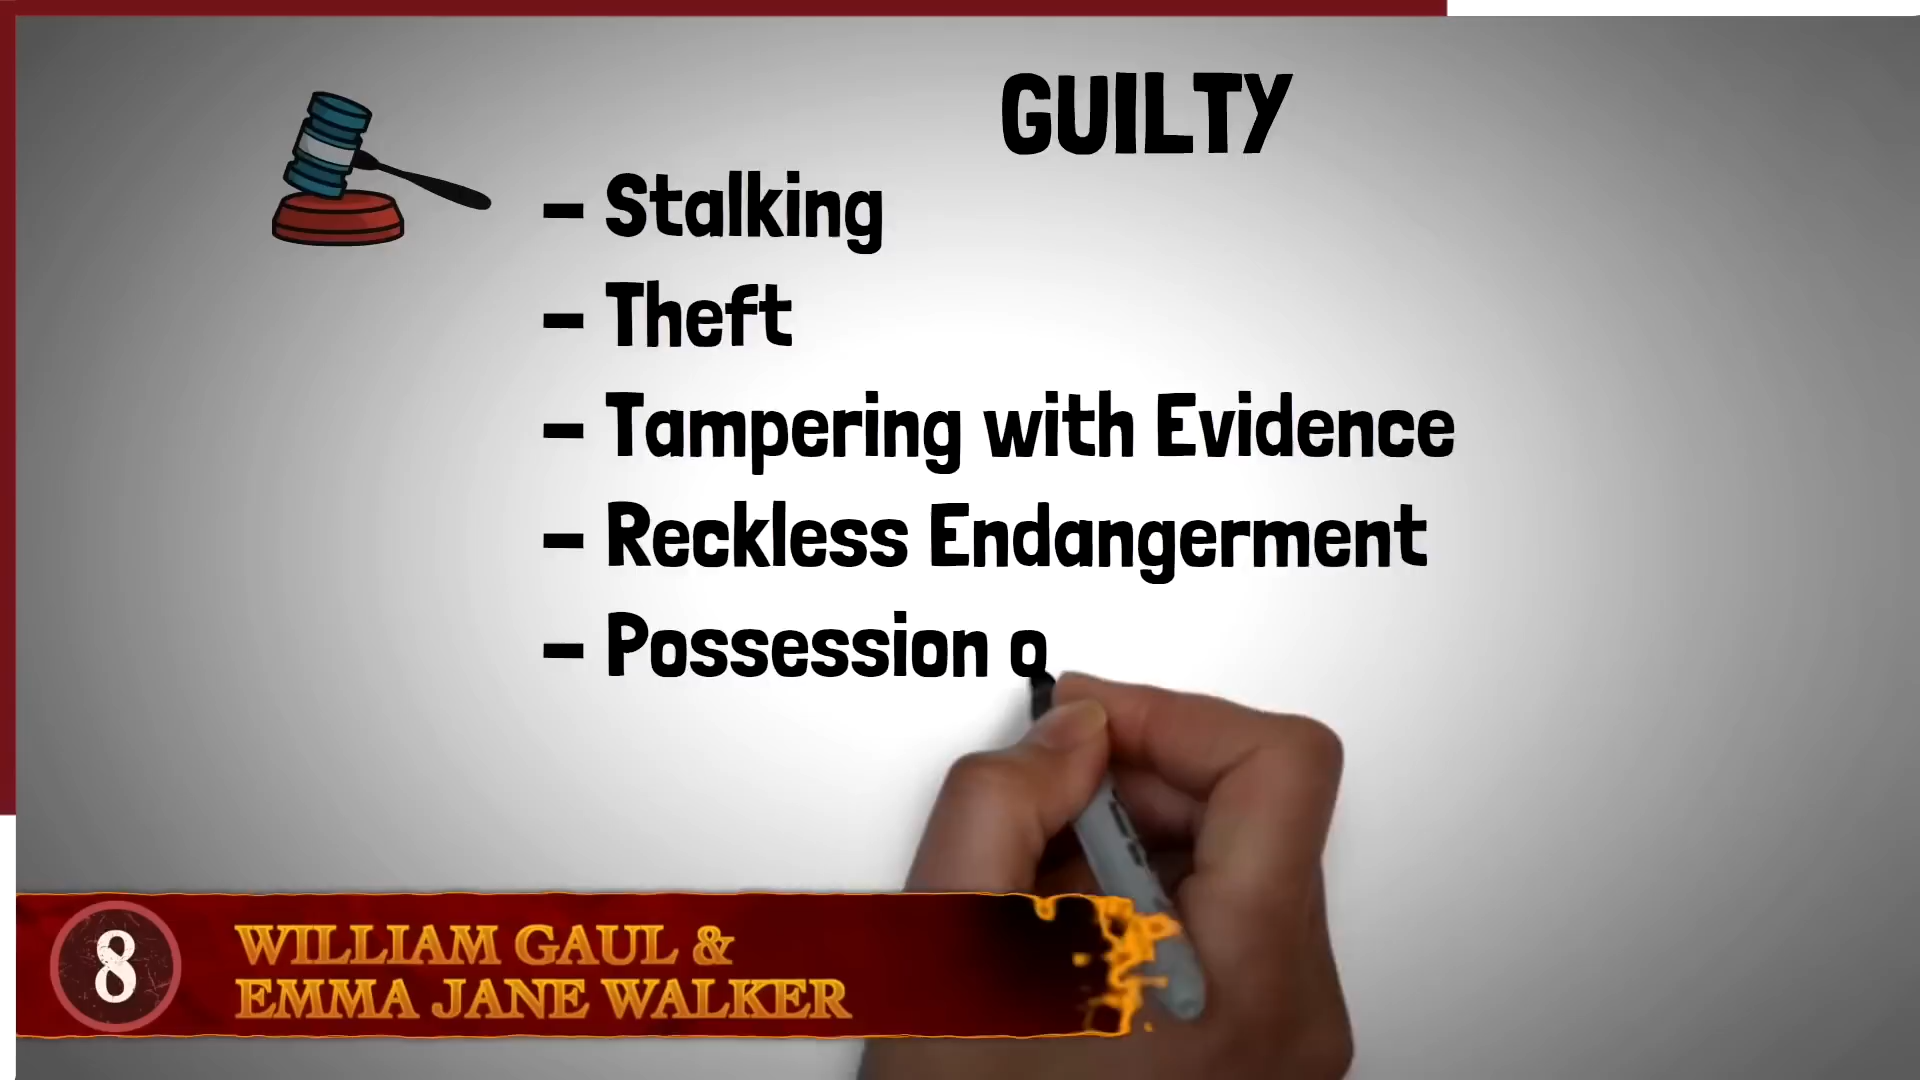 GUILTY
- Stalking
- Theft
- Tampering with Evidence
- Reckless Endangerment
- Possession o
8
WILLIAM GAUL &
EMMA JANE WALKER